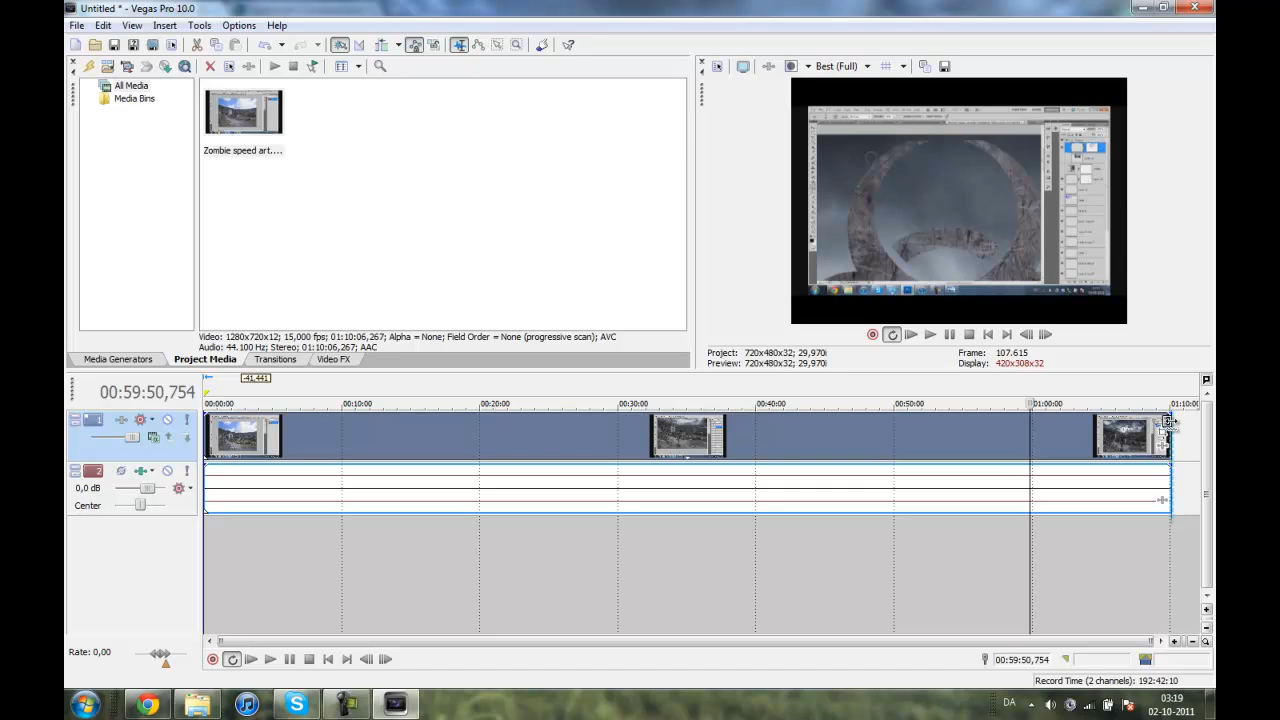 Untitled * - Vegas Pro 10.0
File Edit View Insert Tools Options Help
All Media
Media Bins
Zombie speed art....
Best (Full)
Video: 1280x720x12; 15,000 fps; 01:10:06,267; Alpha = None; Field Order = None (progressive scan); AVC
Audio: 44.100 Hz; Stereo; 01:10:06,267; AAC
Media Generators Project Media Transitions Video FX
Project: 720x480x32; 29,970i
Preview: 720x480x32; 29,970i
Frame: 107.615
Display: 420x308x32
00:59:50,754
-41,441
00:00:00 00:10:00 00:20:00 00:30:00 00:40:00 00:50:00 01:00:00 01:10:00
1
2
0,0 dB
Center
Rate: 0,00
00:59:50,754
Record Time (2 channels): 192:42:10
DA
03:19
02-10-2011